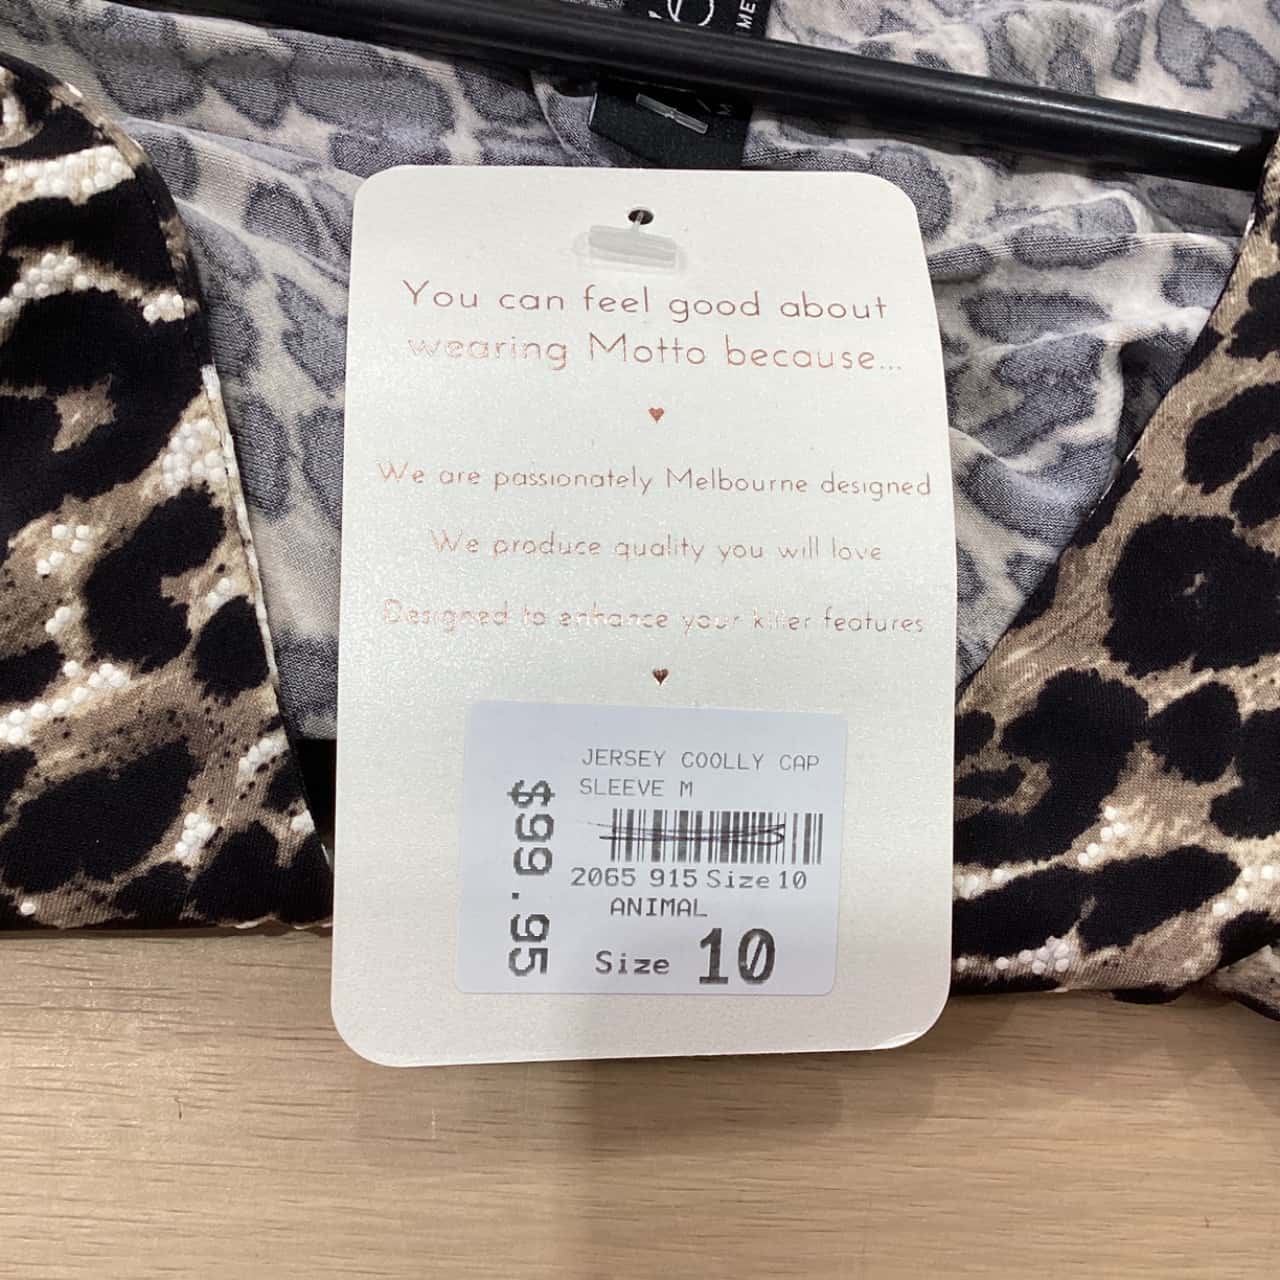 You can feel good about
wearing Motto because...
We are passionately Melbourne designed
We produce quality you will love
Designed to enhance your killer features
JERSEY COOLLY CAP
SLEEVE M
2065 915 Size 10
ANIMAL
Size 10
$99.95